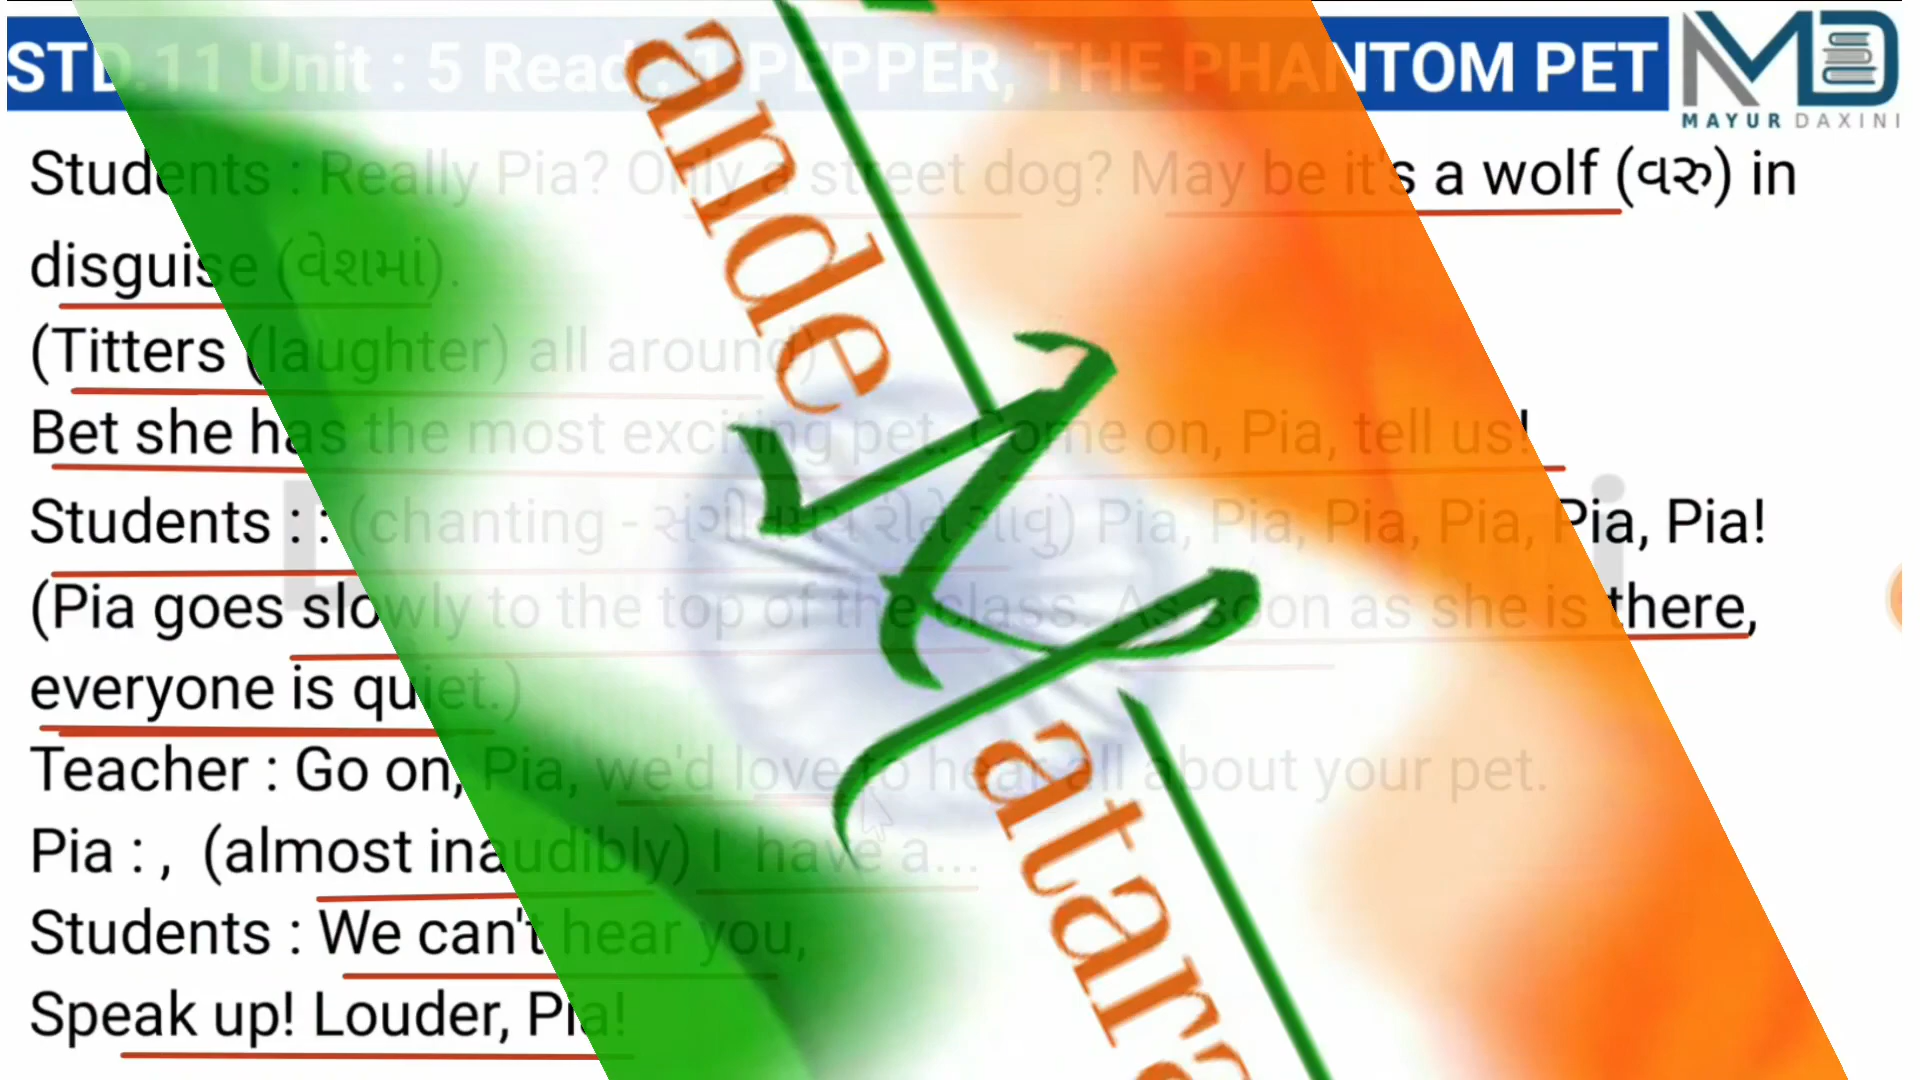 STD.11 Unit : 5 Read : 1 PEPPER, THE PHANTOM PET
MAYUR DAXINI
Students : Really Pia? Only a street dog? May be it's a wolf (વરુ) in
disguise (વેશમાં).
(Titters (laughter) all around)
Bet she has the most exciting pet. Come on, Pia, tell us!
Students : : (chanting - રીતે ગાવું) Pia, Pia, Pia, Pia, Pia, Pia!
(Pia goes slowly to the top of the class. As soon as she is there,
everyone is quiet.)
Teacher : Go on, Pia, we'd love to hear all about your pet.
Pia : , (almost inaudibly) I have a...
Students : We can't hear you,
Speak up! Louder, Pia!
ande
atara